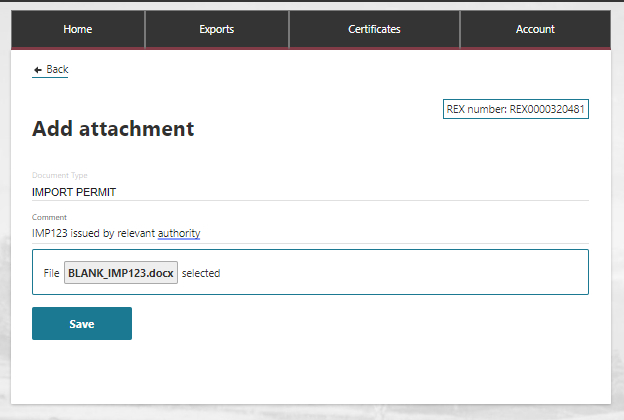 Home Exports Certificates Account
← Back
REX number: REX0000320481
Add attachment
Document Type
IMPORT PERMIT
Comment
IMP123 issued by relevant authority
File BLANK_IMP123.docx selected
Save